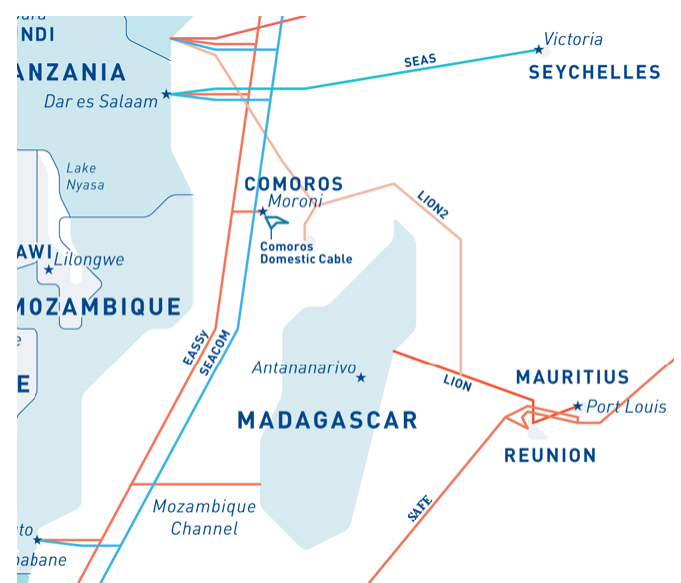 NDI
ANZANIA
Dar es Salaam
SEAS
Victoria
SEYCHELLES
Lake
Nyasa
COMOROS
Moroni
LION2
Comoros
Domestic Cable
AWI
Lilongwe
MOZAMBIQUE
EASSy
SEACOM
E
Antananarivo
LION
MAURITIUS
Port Louis
MADAGASCAR
REUNION
SAFE
Mozambique
Channel
to
babane